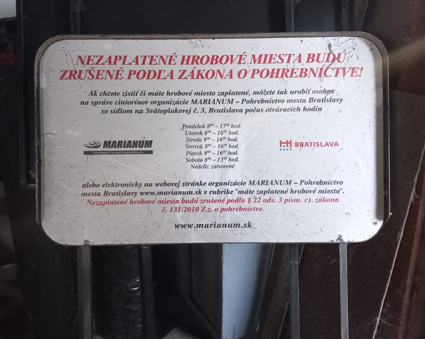 NEZAPLATENÉ HROBOVÉ MIESTA BUDÚ
ZRUŠENÉ PODĽA ZÁKONA O POHREBNÍCTVE!
Ak chcete zistiť či máte hrobové miesto zaplatené, môžete tak urobiť osobne
na správe cintorínov organizácie MARIANUM – Pohrebníctvo mesta Bratislavy
so sídlom na Svätoplukovej č. 3, Bratislava počas otváracích hodín
Pondelok 8⁰⁰ – 17⁰⁰ hod.
Utorok 8⁰⁰ – 16⁰⁰ hod.
Streda 8⁰⁰ – 16⁰⁰ hod.
Štvrtok 8⁰⁰ – 16⁰⁰ hod.
Piatok 8⁰⁰ – 16⁰⁰ hod.
Sobota 8⁰⁰ – 13⁰⁰ hod.
Nedeľa: zatvorené
MARIANUM
BRATISLAVA
alebo elektronicky na webovej stránke organizácie MARIANUM – Pohrebníctvo
mesta Bratislavy www.marianum.sk v rubrike "máte zaplatené hrobové miesto".
Nezaplatené hrobové miesta budú zrušené podľa § 22 ods. 3 písm. c). zákona
č. 131/2010 Z.z. o pohrebníctve.
www.marianum.sk